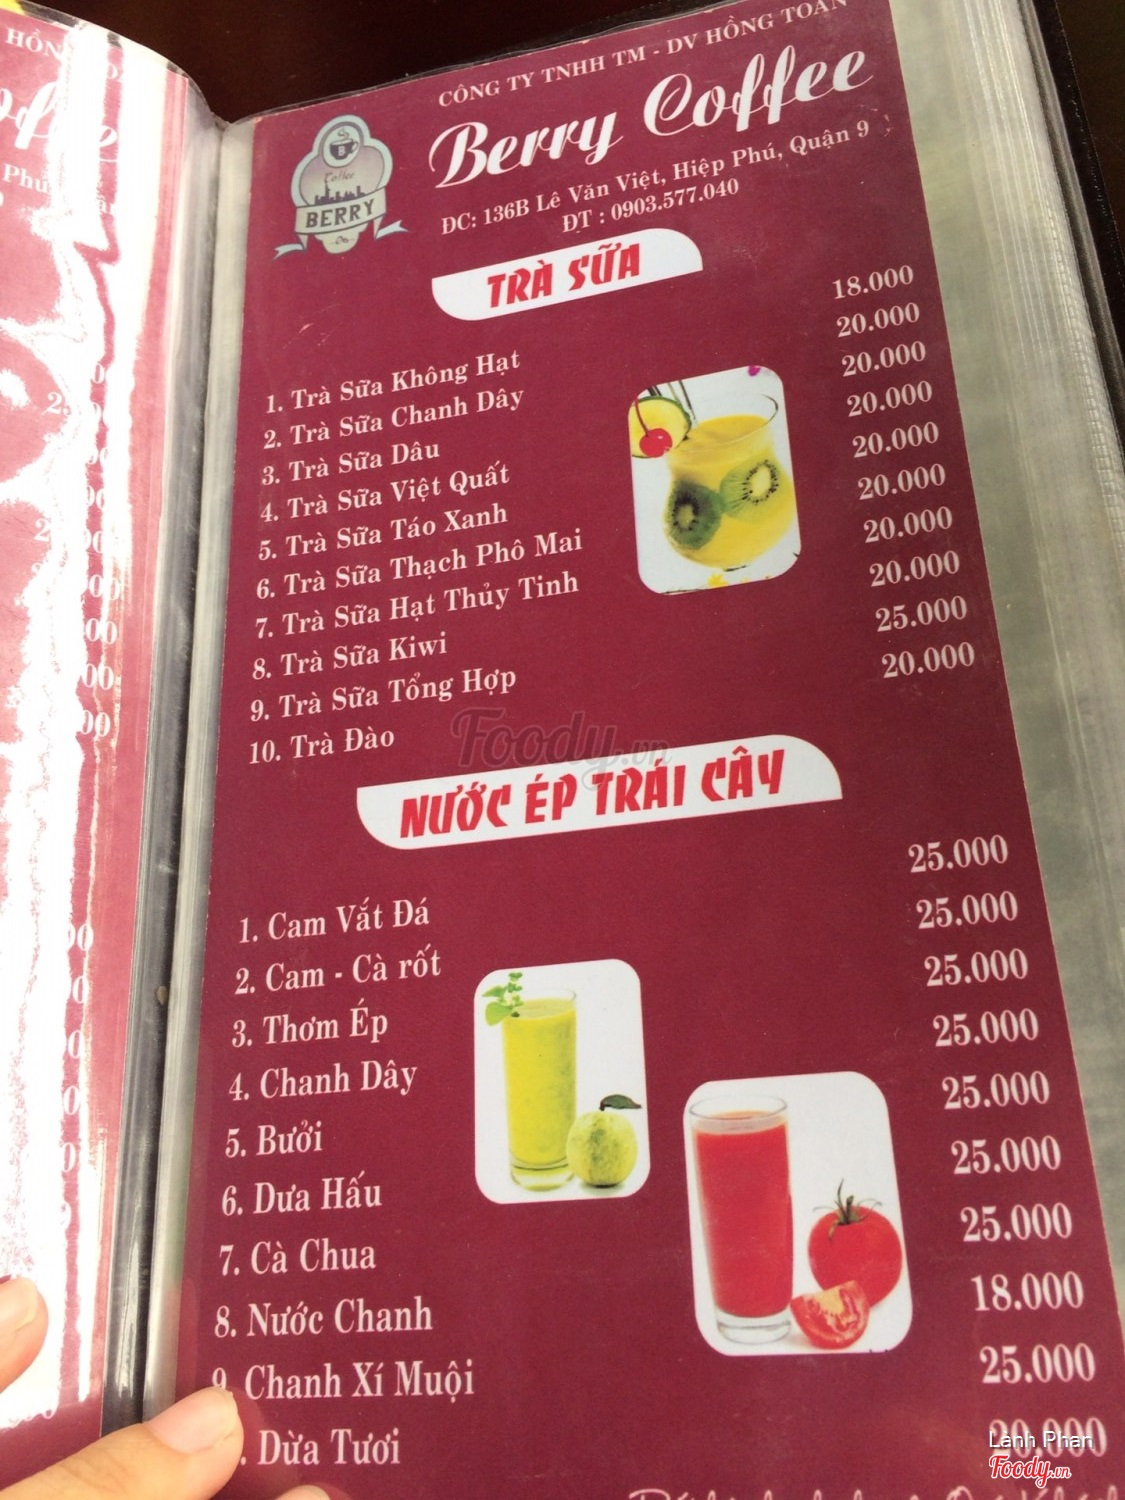 CÔNG TY TNHH TM - DV HỒNG TOÀN
Berry Coffee
ĐC: 136B Lê Văn Việt, Hiệp Phú, Quận 9
ĐT : 0903.577.040
B
Coffee
BERRY
TRÀ SỮA
1. Trà Sữa Không Hạt 18.000
2. Trà Sữa Chanh Dây 20.000
3. Trà Sữa Dâu 20.000
4. Trà Sữa Việt Quất 20.000
5. Trà Sữa Táo Xanh 20.000
6. Trà Sữa Thạch Phô Mai 20.000
7. Trà Sữa Hạt Thủy Tinh 20.000
8. Trà Sữa Kiwi 20.000
9. Trà Sữa Tổng Hợp 25.000
10. Trà Đào 20.000
Foody.vn
NƯỚC ÉP TRÁI CÂY
1. Cam Vắt Đá 25.000
2. Cam - Cà rốt 25.000
3. Thơm Ép 25.000
4. Chanh Dây 25.000
5. Bưởi 25.000
6. Dưa Hấu 25.000
7. Cà Chua 25.000
8. Nước Chanh 18.000
9. Chanh Xí Muội 25.000
. Dừa Tươi 20,000
Lanh Phan
Foody.vn